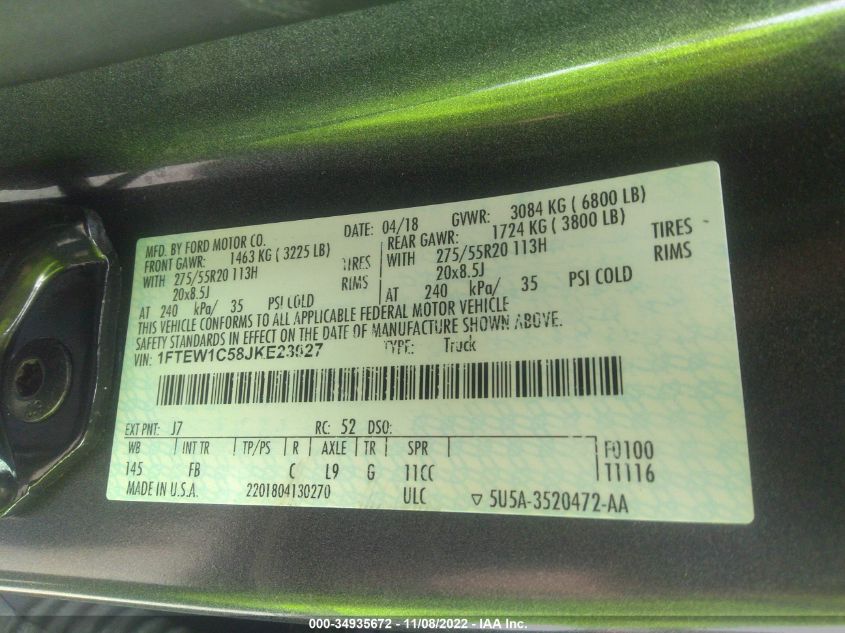 MFD. BY FORD MOTOR CO. DATE: 04/18 GVWR: 3084 KG ( 6800 LB)
FRONT GAWR: 1463 KG ( 3225 LB) REAR GAWR: 1724 KG ( 3800 LB)
WITH 275/55R20 113H TIRES WITH 275/55R20 113H TIRES
20x8.5J RIMS 20x8.5J RIMS
AT 240 kPa/ 35 PSI COLD AT 240 kPa/ 35 PSI COLD
THIS VEHICLE CONFORMS TO ALL APPLICABLE FEDERAL MOTOR VEHICLE
SAFETY STANDARDS IN EFFECT ON THE DATE OF MANUFACTURE SHOWN ABOVE.
VIN: 1FTEW1C58JKE23927 TYPE: Truck
EXT PNT: J7 RC: 52 DSO:
WB INT TR TP/PS R AXLE TR SPR F0100
145 FB C L9 G 11CC T1116
MADE IN U.S.A. 2201804130270 ULC ▽ 5U5A-3520472-AA
000-34935672 - 11/08/2022 - IAA Inc.